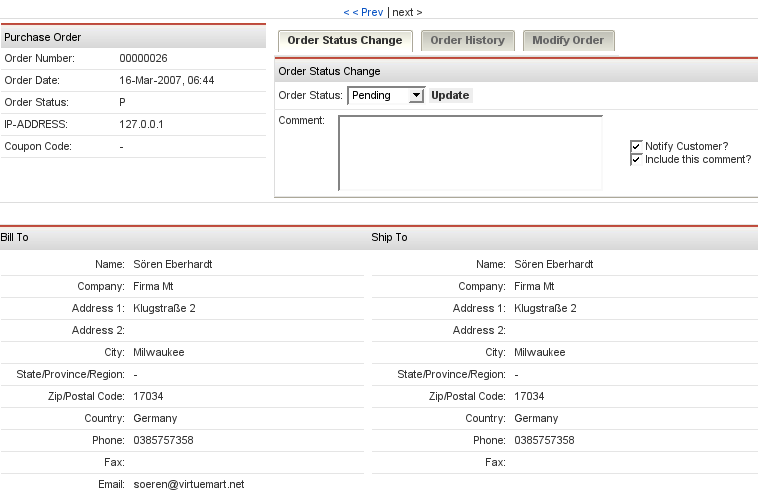 < < Prev | next >
Purchase Order
Order Number: 00000026
Order Date: 16-Mar-2007, 06:44
Order Status: P
IP-ADDRESS: 127.0.0.1
Coupon Code: -
Order Status Change Order History Modify Order
Order Status Change
Order Status: Pending Update
Comment:
Notify Customer?
Include this comment?
Bill To
Name: Sören Eberhardt
Company: Firma Mt
Address 1: Klugstraße 2
Address 2:
City: Milwaukee
State/Province/Region: -
Zip/Postal Code: 17034
Country: Germany
Phone: 0385757358
Fax:
Email: soeren@virtuemart.net
Ship To
Name: Sören Eberhardt
Company: Firma Mt
Address 1: Klugstraße 2
Address 2:
City: Milwaukee
State/Province/Region: -
Zip/Postal Code: 17034
Country: Germany
Phone: 0385757358
Fax: